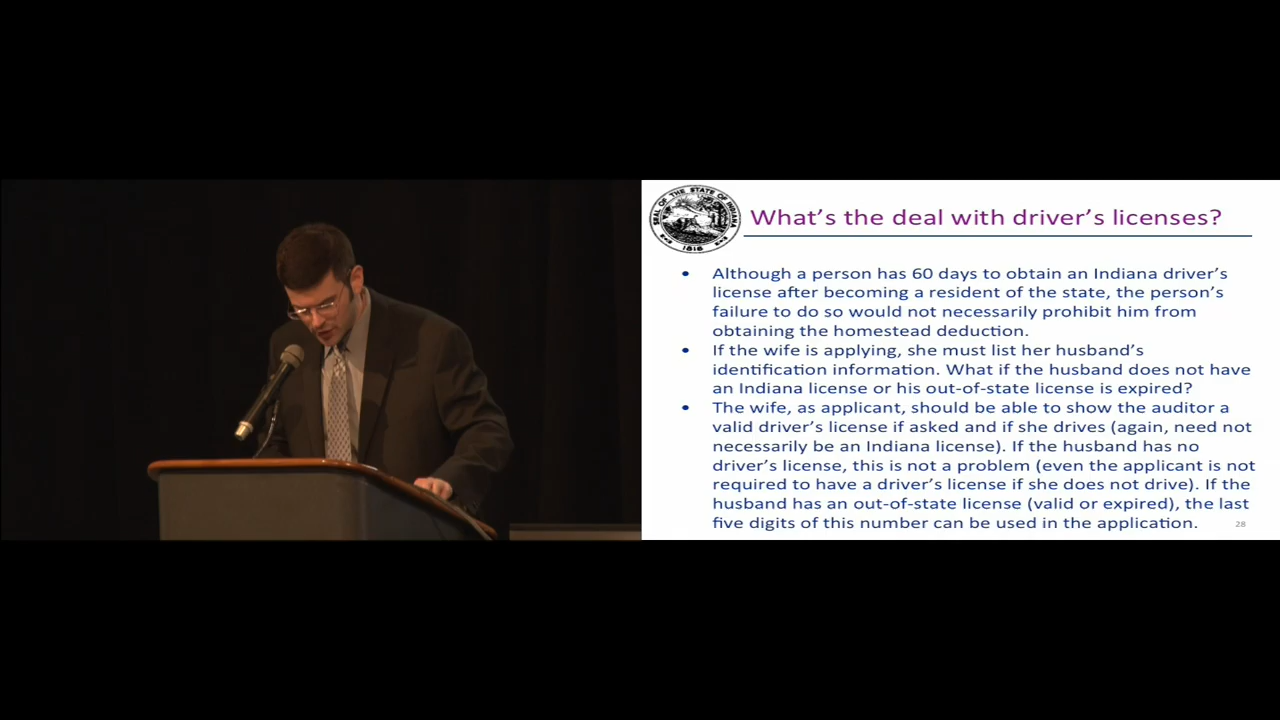 SEAL OF THE STATE OF INDIANA
1816
What's the deal with driver's licenses?
• Although a person has 60 days to obtain an Indiana driver's
license after becoming a resident of the state, the person's
failure to do so would not necessarily prohibit him from
obtaining the homestead deduction.
• If the wife is applying, she must list her husband's
identification information. What if the husband does not have
an Indiana license or his out-of-state license is expired?
• The wife, as applicant, should be able to show the auditor a
valid driver's license if asked and if she drives (again, need not
necessarily be an Indiana license). If the husband has no
driver's license, this is not a problem (even the applicant is not
required to have a driver's license if she does not drive). If the
husband has an out-of-state license (valid or expired), the last
five digits of this number can be used in the application.
28